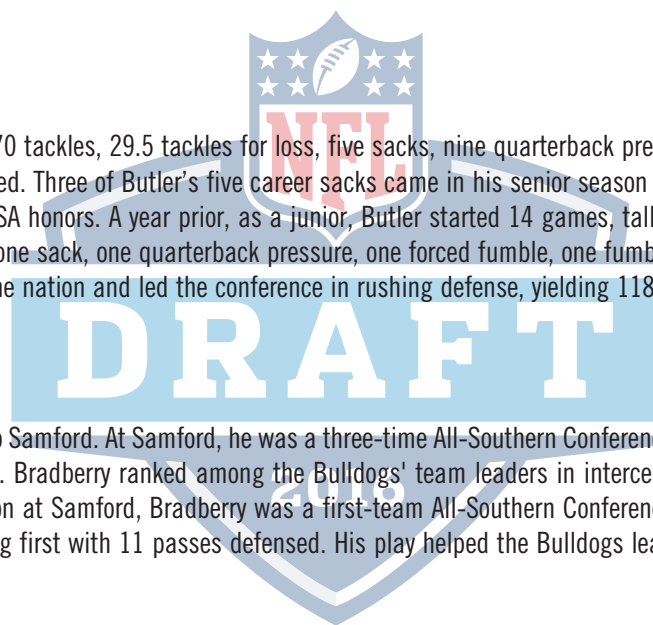 NFL
70 tackles, 29.5 tackles for loss, five sacks, nine quarterback pre
ed. Three of Butler's five career sacks came in his senior season
SA honors. A year prior, as a junior, Butler started 14 games, tall
one sack, one quarterback pressure, one forced fumble, one fumb
he nation and led the conference in rushing defense, yielding 118
DRAFT
o Samford. At Samford, he was a three-time All-Southern Conferenc
. Bradberry ranked among the Bulldogs' team leaders in interce
2016
on at Samford, Bradberry was a first-team All-Southern Conferenc
g first with 11 passes defensed. His play helped the Bulldogs lea